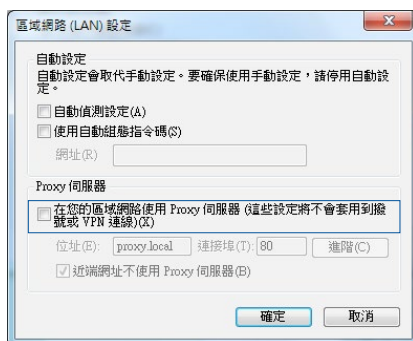 區域網路 (LAN) 設定
自動設定
自動設定會取代手動設定。要確保使用手動設定，請停用自動設
定。
自動偵測設定(A)
使用自動組態指令碼(S)
網址(R)
Proxy 伺服器
在您的區域網路使用 Proxy 伺服器 (這些設定將不會套用到撥
號或 VPN 連線)(X)
位址(E): proxy.local 連接埠(T): 80 進階(C)
近端網址不使用 Proxy 伺服器(B)
確定 取消